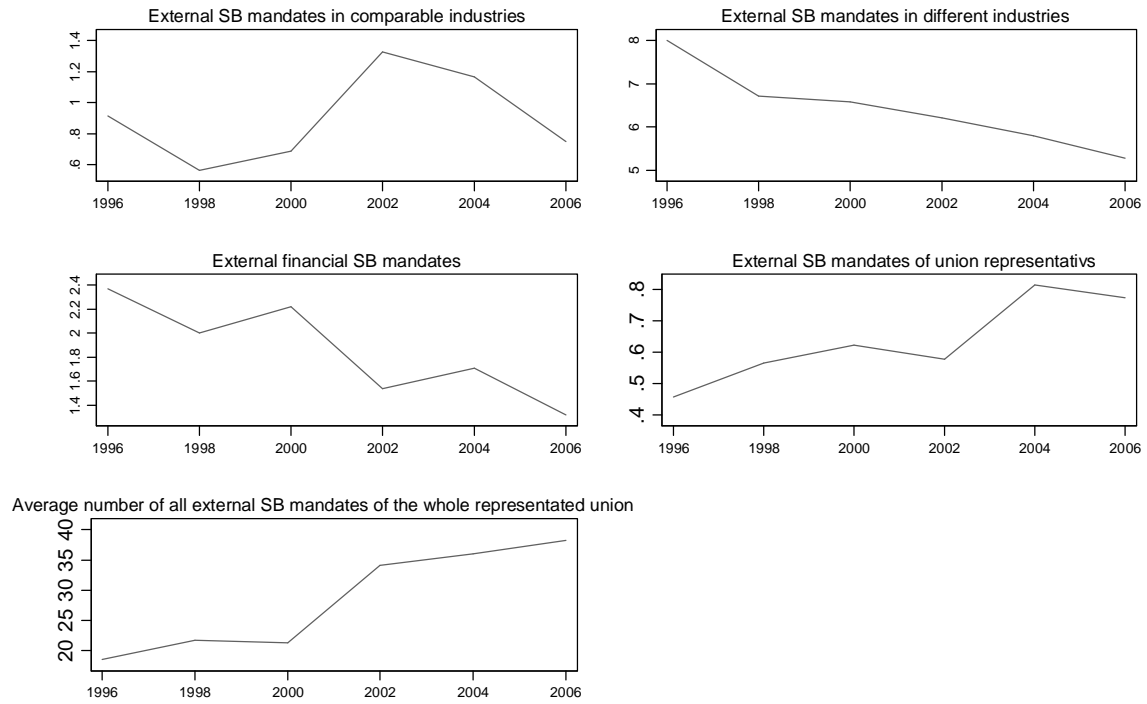 External SB mandates in comparable industries
1.4
1.2
1
.8
.6
1996 1998 2000 2002 2004 2006
External SB mandates in different industries
8
7
6
5
1996 1998 2000 2002 2004 2006
External financial SB mandates
2.4
2.2
2
1.8
1.6
1.4
1996 1998 2000 2002 2004 2006
External SB mandates of union representativs
.8
.7
.6
.5
.4
1996 1998 2000 2002 2004 2006
Average number of all external SB mandates of the whole representated union
40
35
30
25
20
1996 1998 2000 2002 2004 2006